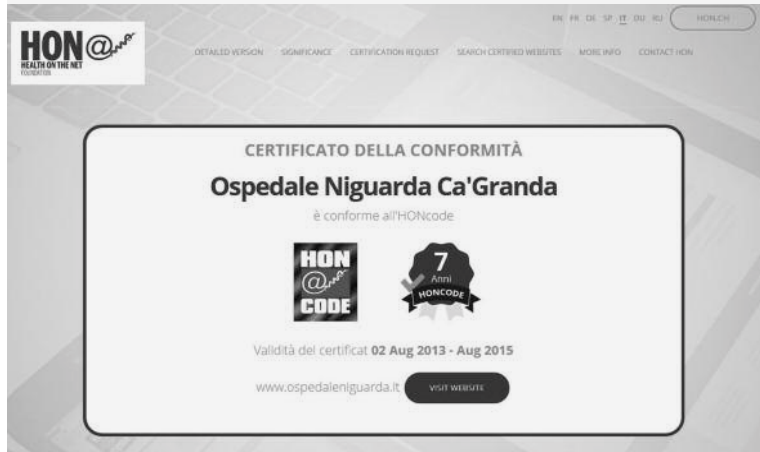 EN FR DE SP IT DU RU HON.CH
HON@
HEALTH ON THE NET
FOUNDATION
DETAILED VERSION SIGNIFICANCE CERTIFICATION REQUEST SEARCH CERTIFIED WEBSITES MORE INFO CONTACT HON
CERTIFICATO DELLA CONFORMITÀ
Ospedale Niguarda Ca'Granda
è conforme all'HONcode
HON
@
CODE
7
Anni
HONCODE
Validità del certificat 02 Aug 2013 - Aug 2015
www.ospedaleniguarda.it VISIT WEBSITE